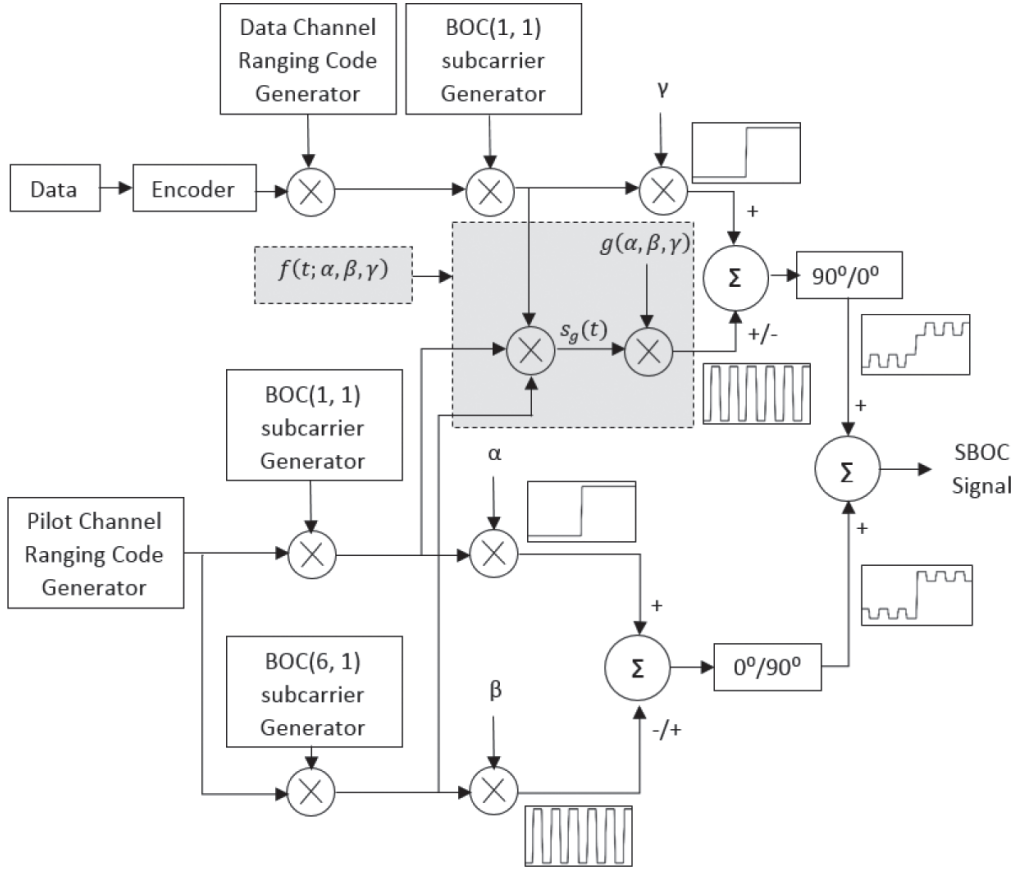 Data Channel
Ranging Code
Generator
BOC(1, 1)
subcarrier
Generator
γ
Data
Encoder
+
f(t; α, β, γ)
g(α, β, γ)
Σ
90⁰/0⁰
s_g(t)
+/-
BOC(1, 1)
subcarrier
Generator
+
α
Σ
SBOC
Signal
Pilot Channel
Ranging Code
Generator
+
+
BOC(6, 1)
subcarrier
Generator
Σ
0⁰/90⁰
β
-/+